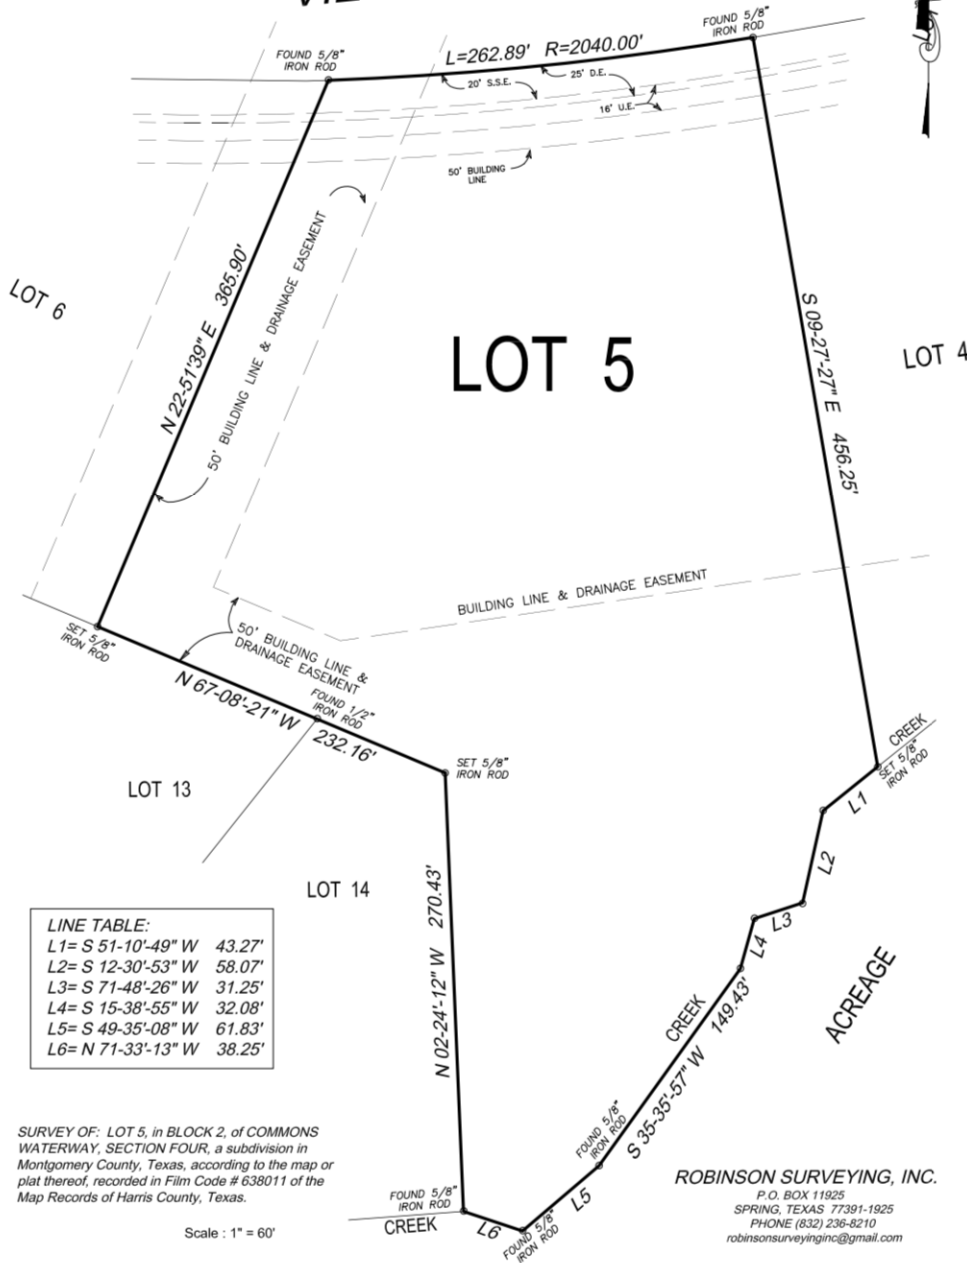 FOUND 5/8"
IRON ROD
FOUND 5/8"
IRON ROD
L=262.89' R=2040.00'
20' S.S.E.
25' D.E.
16' U.E.
50' BUILDING
LINE
LOT 6
N 22-51'39" E 365.90'
50' BUILDING LINE & DRAINAGE EASEMENT
LOT 5
S 09-27'-27" E 456.25'
LOT 4
BUILDING LINE & DRAINAGE EASEMENT
SET 5/8"
IRON ROD
50' BUILDING LINE &
DRAINAGE EASEMENT
N 67-08'-21" W 232.16'
FOUND 1/2"
IRON ROD
SET 5/8"
IRON ROD
CREEK
SET 5/8"
IRON ROD
LOT 13
L1
L2
LOT 14
L3
L4
N 02-24'-12" W 270.43'
CREEK
S 35-35'-57" W 149.43'
ACREAGE
LINE TABLE:
L1= S 51-10'-49" W 43.27'
L2= S 12-30'-53" W 58.07'
L3= S 71-48'-26" W 31.25'
L4= S 15-38'-55" W 32.08'
L5= S 49-35'-08" W 61.83'
L6= N 71-33'-13" W 38.25'
FOUND 5/8"
IRON ROD
SURVEY OF: LOT 5, in BLOCK 2, of COMMONS
WATERWAY, SECTION FOUR, a subdivision in
Montgomery County, Texas, according to the map or
plat thereof, recorded in Film Code # 638011 of the
Map Records of Harris County, Texas.
Scale : 1" = 60'
FOUND 5/8"
IRON ROD
CREEK
L6
FOUND 5/8"
IRON ROD
L5
ROBINSON SURVEYING, INC.
P.O. BOX 11925
SPRING, TEXAS 77391-1925
PHONE (832) 236-8210
robinsonsurveyinginc@gmail.com